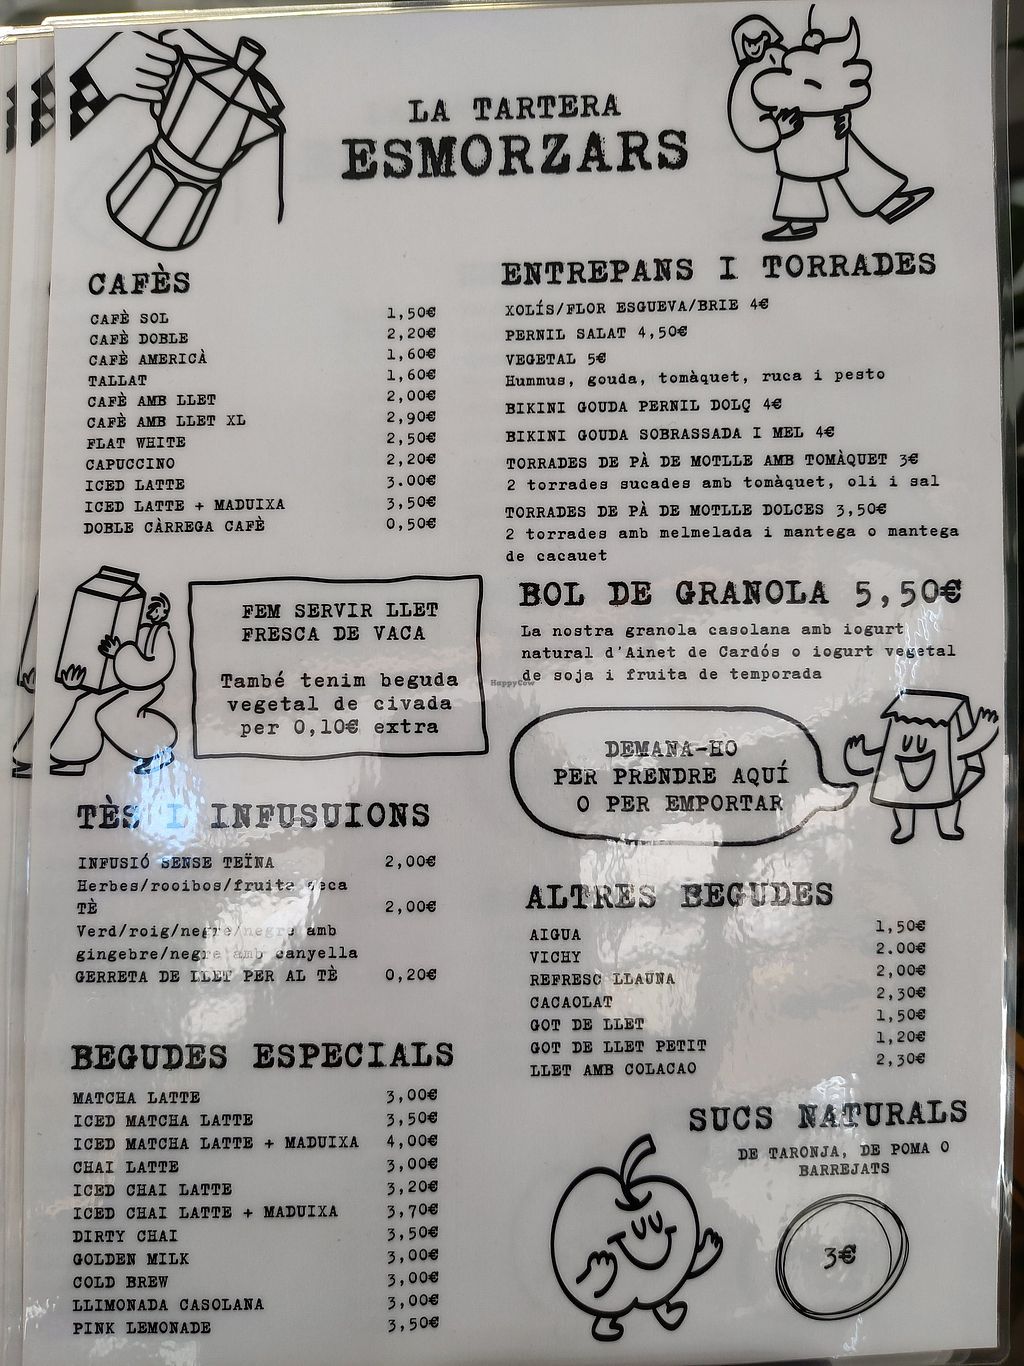 LA TARTERA
ESMORZARS
CAFÈS
CAFÈ SOL 1,50€
CAFÈ DOBLE 2,20€
CAFÈ AMERICÀ 1,60€
TALLAT 1,60€
CAFÈ AMB LLET 2,00€
CAFÈ AMB LLET XL 2,90€
FLAT WHITE 2,50€
CAPUCCINO 2,20€
ICED LATTE 3.00€
ICED LATTE + MADUIXA 3,50€
DOBLE CÀRREGA CAFÈ 0,50€
FEM SERVIR LLET
FRESCA DE VACA
També tenim beguda
vegetal de civada
per 0,10€ extra
TÈS I INFUSUIONS
INFUSIÓ SENSE TEÏNA 2,00€
Herbes/rooibos/fruita seca
TÈ 2,00€
Verd/roig/negre/negre amb
gingebre/negre amb canyella
GERRETA DE LLET PER AL TÈ 0,20€
BEGUDES ESPECIALS
MATCHA LATTE 3,00€
ICED MATCHA LATTE 3,50€
ICED MATCHA LATTE + MADUIXA 4,00€
CHAI LATTE 3,00€
ICED CHAI LATTE 3,20€
ICED CHAI LATTE + MADUIXA 3,70€
DIRTY CHAI 3,50€
GOLDEN MILK 3,00€
COLD BREW 3,00€
LLIMONADA CASOLANA 3,00€
PINK LEMONADE 3,50€
ENTREPANS I TORRADES
XOLÍS/FLOR ESGUEVA/BRIE 4€
PERNIL SALAT 4,50€
VEGETAL 5€
Hummus, gouda, tomàquet, ruca i pesto
BIKINI GOUDA PERNIL DOLÇ 4€
BIKINI GOUDA SOBRASSADA I MEL 4€
TORRADES DE PÀ DE MOTLLE AMB TOMÀQUET 3€
2 torrades sucades amb tomàquet, oli i sal
TORRADES DE PÀ DE MOTLLE DOLCES 3,50€
2 torrades amb melmelada i mantega o mantega
de cacauet
BOL DE GRANOLA 5,50€
La nostra granola casolana amb iogurt
natural d'Ainet de Cardós o iogurt vegetal
de soja i fruita de temporada
HappyCow
DEMANA-HO
PER PRENDRE AQUÍ
O PER EMPORTAR
ALTRES BEGUDES
AIGUA 1,50€
VICHY 2.00€
REFRESC LLAUNA 2,00€
CACAOLAT 2,30€
GOT DE LLET 1,50€
GOT DE LLET PETIT 1,20€
LLET AMB COLACAO 2,30€
SUCS NATURALS
DE TARONJA, DE POMA O
BARREJATS
3€